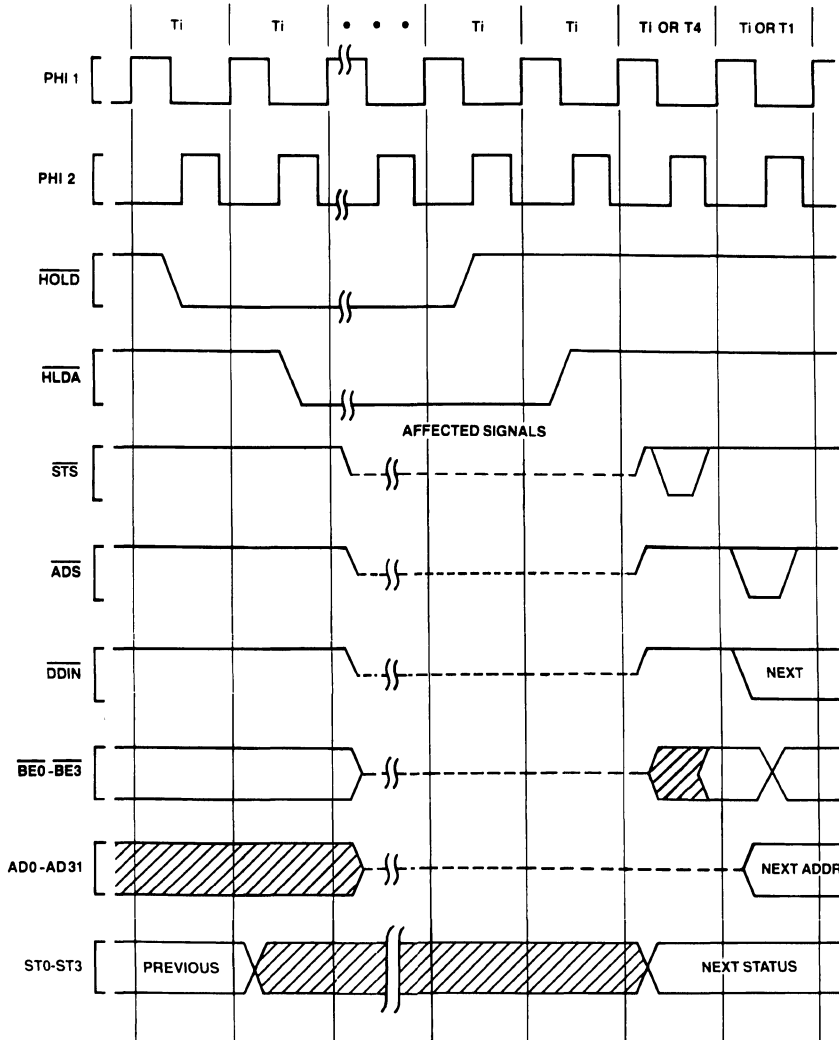 Ti Ti • • • Ti Ti Ti OR T4 Ti OR T1
PHI 1
PHI 2
HOLD
HLDA
AFFECTED SIGNALS
STS
ADS
DDIN
NEXT
BE0-BE3
AD0-AD31
NEXT ADDR
ST0-ST3
PREVIOUS
NEXT STATUS